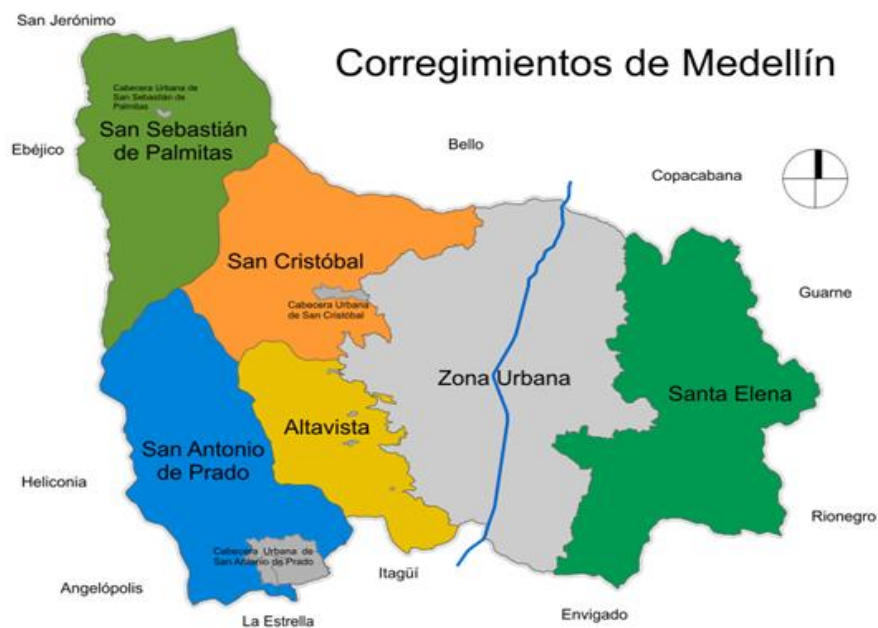 San Jerónimo
Corregimientos de Medellín
Cabecera Urbana de
San Sebastián de
Palmitas
San Sebastián
de Palmitas
Ebéjico
Bello
Copacabana
San Cristóbal
Guarne
Cabecera Urbana
de San Cristóbal
Zona Urbana
Santa Elena
Altavista
San Antonio
de Prado
Heliconia
Rionegro
Cabecera Urbana de
San Antonio de Prado
Itagüí
Angelópolis
Envigado
La Estrella